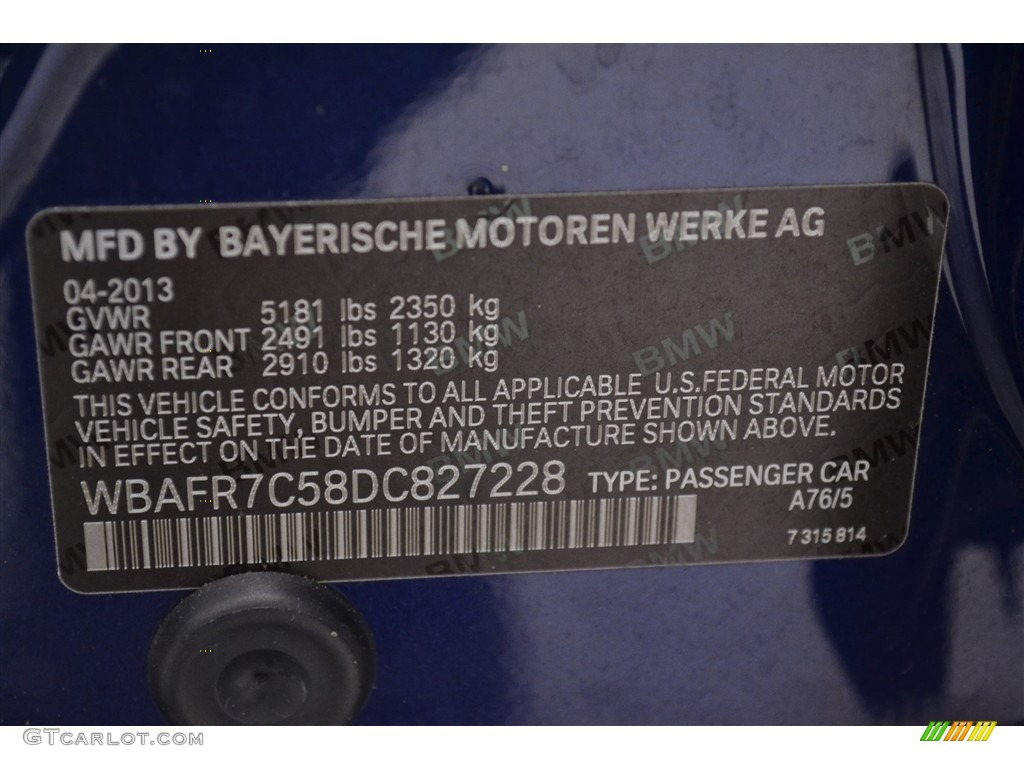 MFD BY BAYERISCHE MOTOREN WERKE AG
04-2013
GVWR 5181 lbs 2350 kg
GAWR FRONT 2491 lbs 1130 kg
GAWR REAR 2910 lbs 1320 kg
THIS VEHICLE CONFORMS TO ALL APPLICABLE U.S.FEDERAL MOTOR
VEHICLE SAFETY, BUMPER AND THEFT PREVENTION STANDARDS
IN EFFECT ON THE DATE OF MANUFACTURE SHOWN ABOVE.
WBAFR7C58DC827228 TYPE: PASSENGER CAR
A76/5
7 315 814
GTCarlot.com